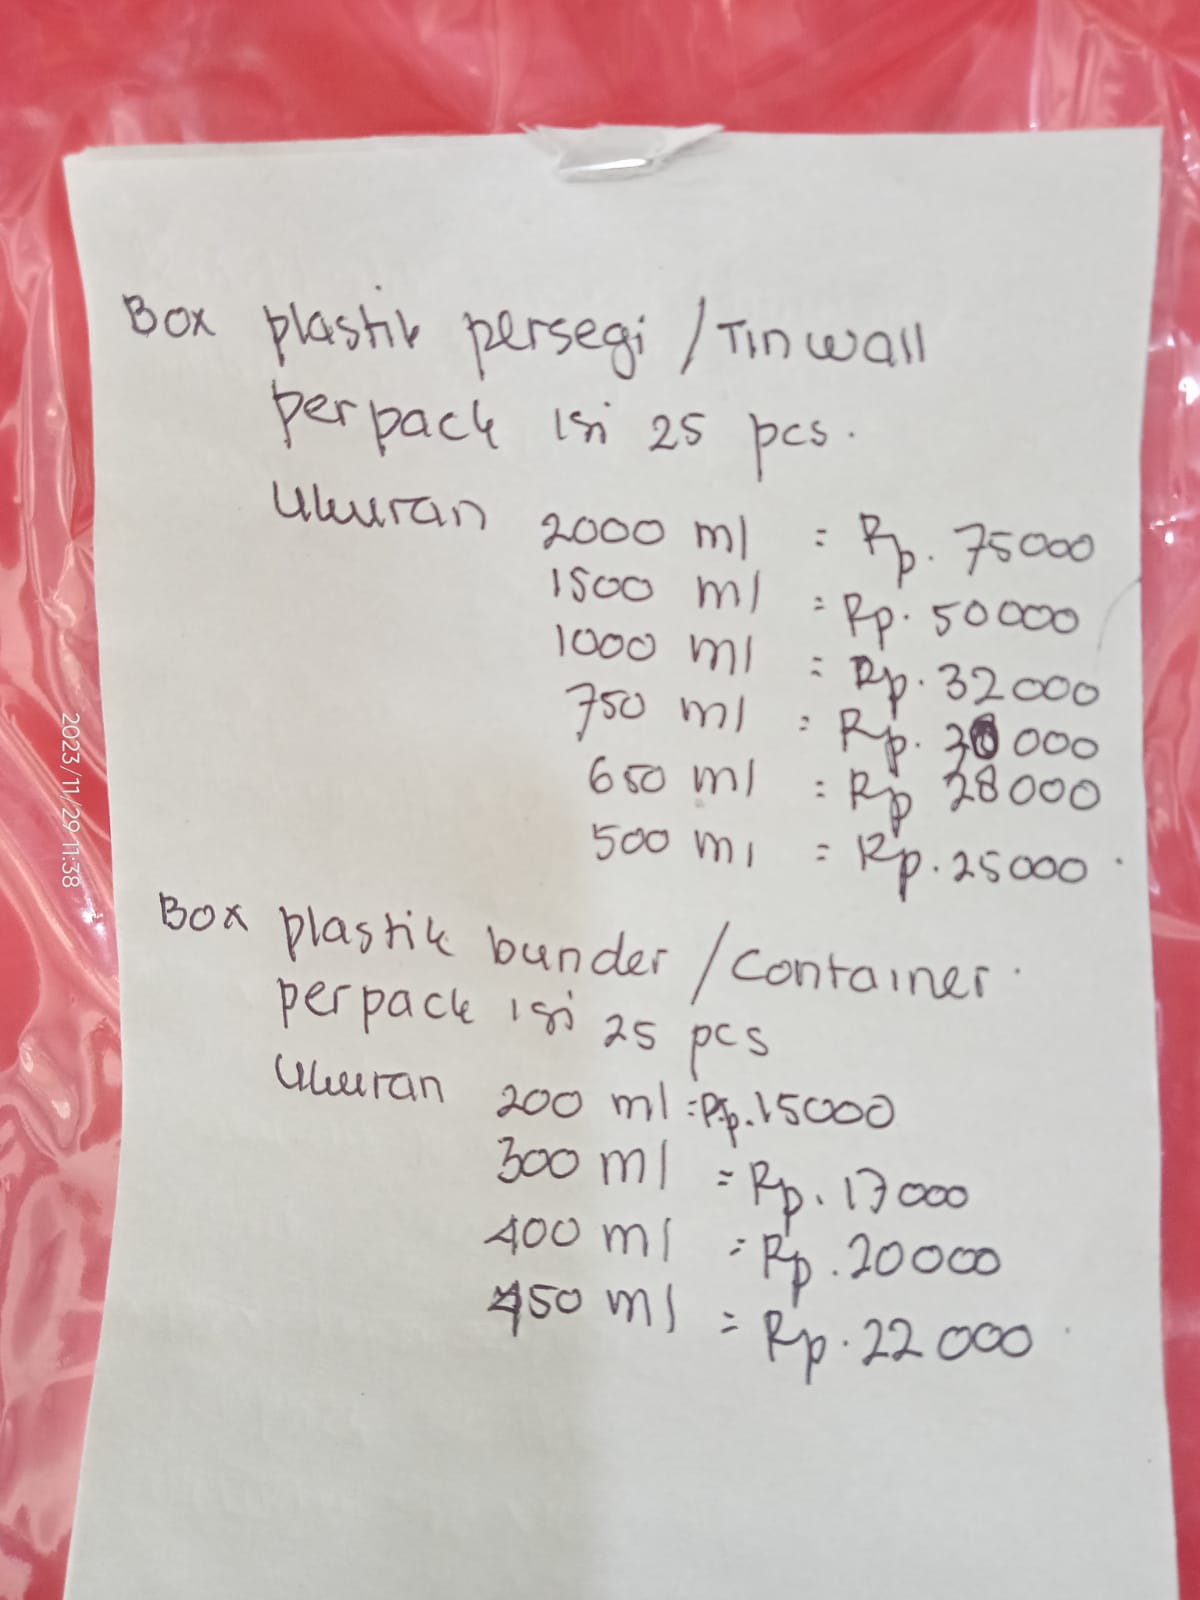 Box plastik persegi / Tinwall
perpack isi 25 pcs.
Ukuran 2000 ml = Rp. 75000
1500 ml = Rp. 50000
1000 ml = Rp. 32000
750 ml = Rp. 30000
650 ml = Rp 28000
500 ml = Rp. 25000
Box plastik bunder / Container
perpack isi 25 pcs
Ukuran 200 ml = Rp. 15000
300 ml = Rp. 17000
400 ml = Rp. 20000
450 ml = Rp. 22000
2023/11/29 11:38